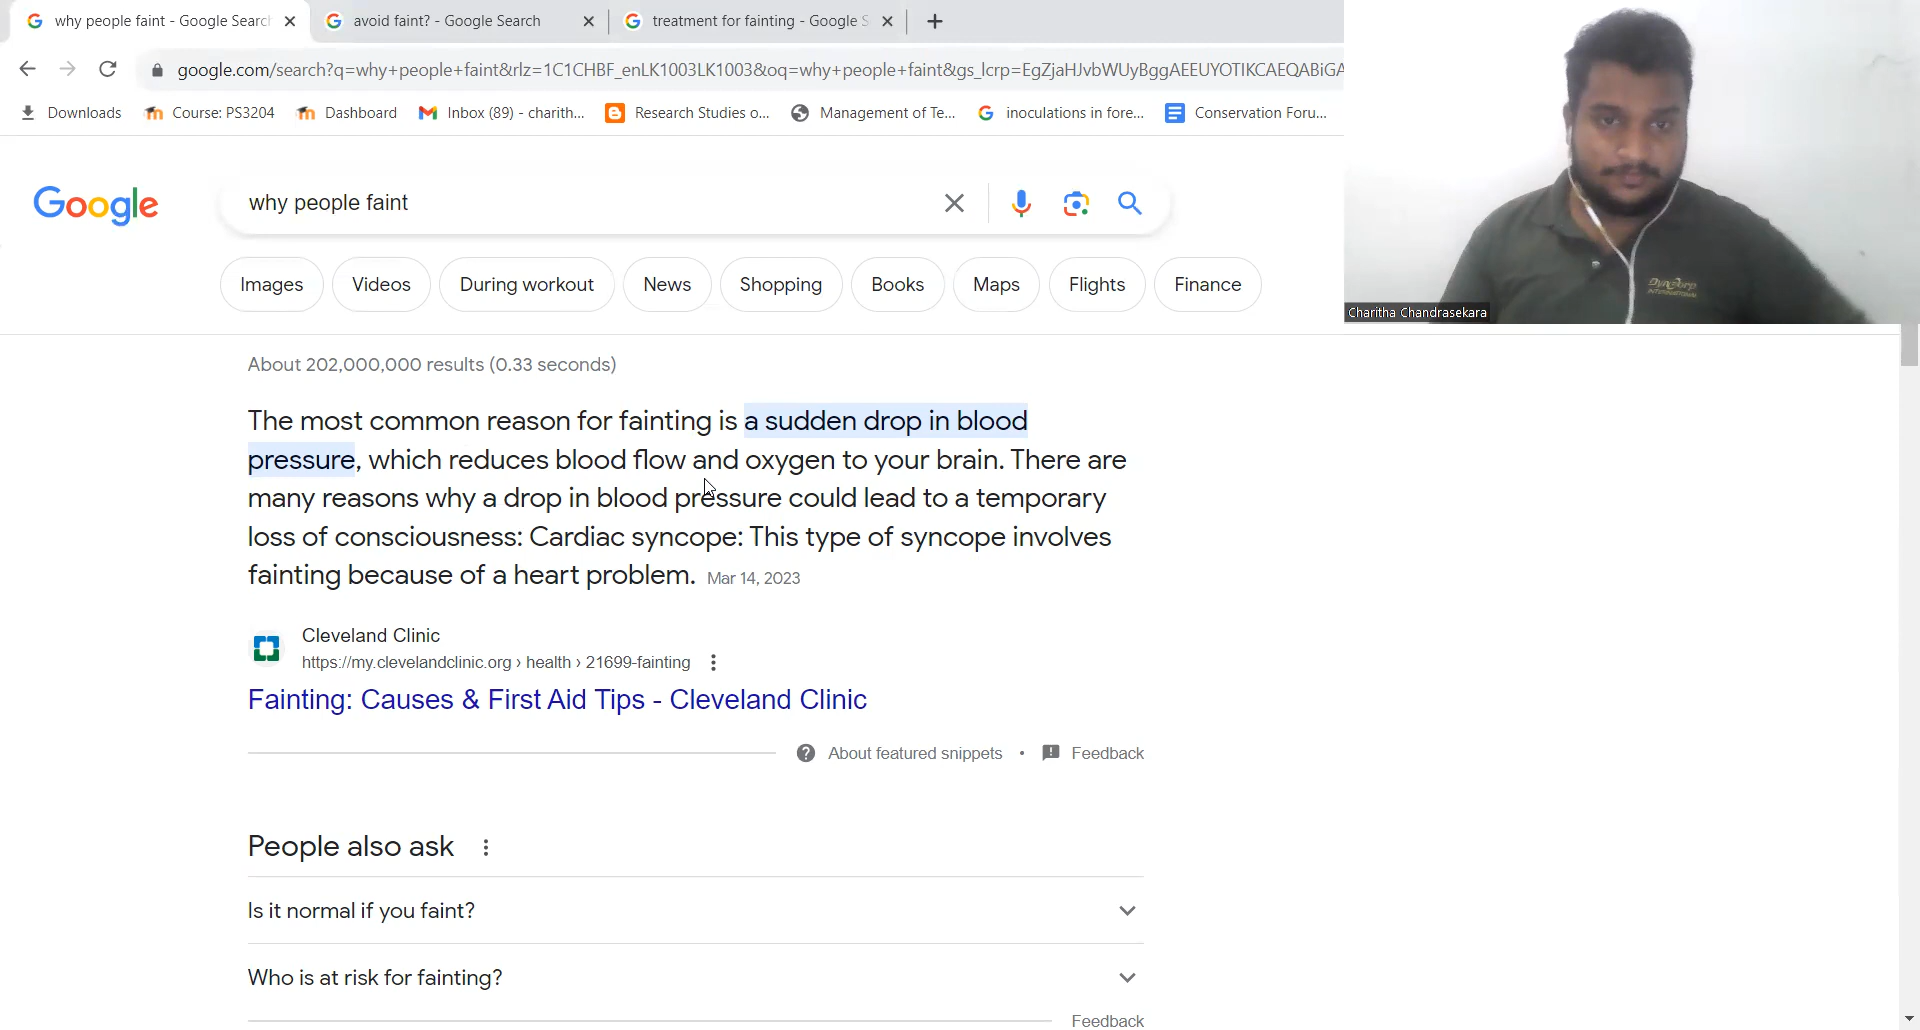 why people faint - Google Search
avoid faint? - Google Search
treatment for fainting - Google S
google.com/search?q=why+people+faint&rlz=1C1CHBF_enLK1003LK1003&oq=why+people+faint&gs_lcrp=EgZjaHJvbWUyBggAEEUYOTIKCAEQABiGA
Downloads
Course: PS3204
Dashboard
Inbox (89) - charith...
Research Studies o...
Management of Te...
inoculations in fore...
Conservation Foru...
Google
why people faint
Images
Videos
During workout
News
Shopping
Books
Maps
Flights
Finance
DynCorp
INTERNATIONAL
Charitha Chandrasekara
About 202,000,000 results (0.33 seconds)
The most common reason for fainting is a sudden drop in blood
pressure, which reduces blood flow and oxygen to your brain. There are
many reasons why a drop in blood pressure could lead to a temporary
loss of consciousness: Cardiac syncope: This type of syncope involves
fainting because of a heart problem. Mar 14, 2023
Cleveland Clinic
https://my.clevelandclinic.org › health › 21699-fainting
Fainting: Causes & First Aid Tips - Cleveland Clinic
About featured snippets • Feedback
People also ask
Is it normal if you faint?
Who is at risk for fainting?
Feedback